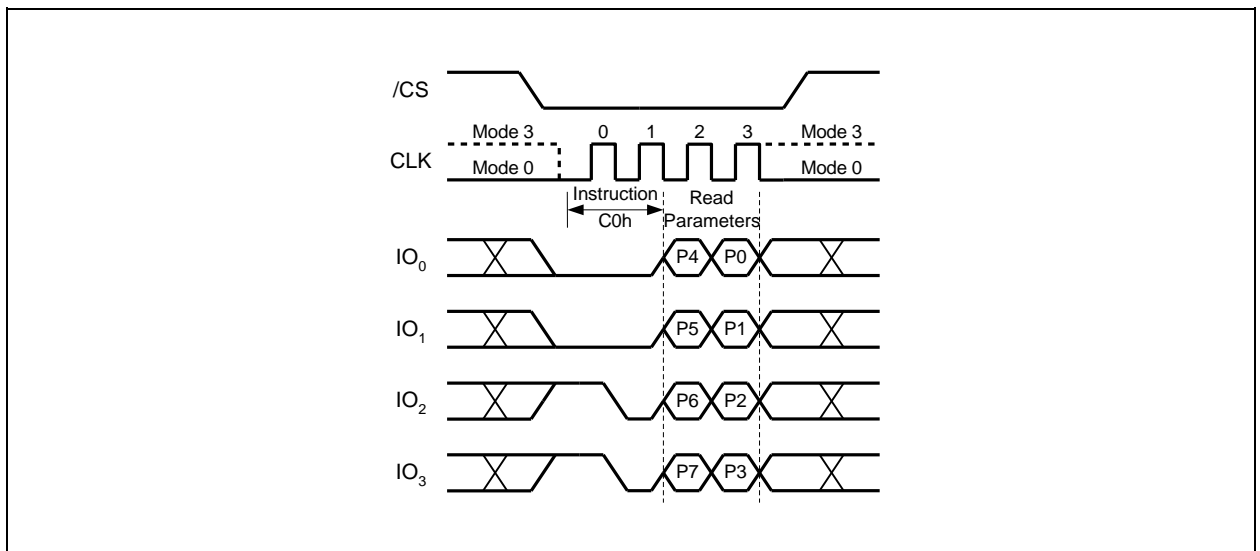 /CS
Mode 3 0 1 2 3 Mode 3
CLK
Mode 0 Mode 0
Instruction Read
C0h Parameters
IO0 P4 P0
IO1 P5 P1
IO2 P6 P2
IO3 P7 P3